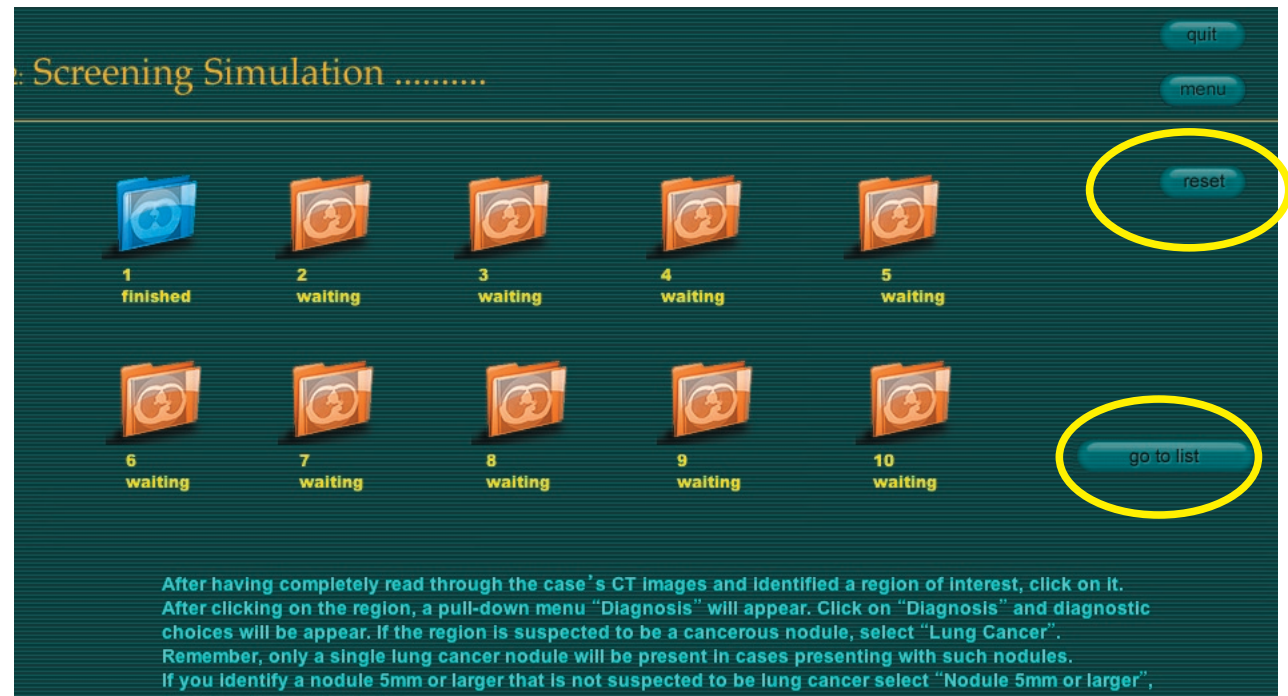 quit
2: Screening Simulation ..........
menu
reset
1 2 3 4 5
finished waiting waiting waiting waiting
6 7 8 9 10
waiting waiting waiting waiting waiting
go to list
After having completely read through the case's CT images and identified a region of interest, click on it.
After clicking on the region, a pull-down menu “Diagnosis” will appear. Click on “Diagnosis” and diagnostic
choices will be appear. If the region is suspected to be a cancerous nodule, select “Lung Cancer”.
Remember, only a single lung cancer nodule will be present in cases presenting with such nodules.
If you identify a nodule 5mm or larger that is not suspected to be lung cancer select “Nodule 5mm or larger”,